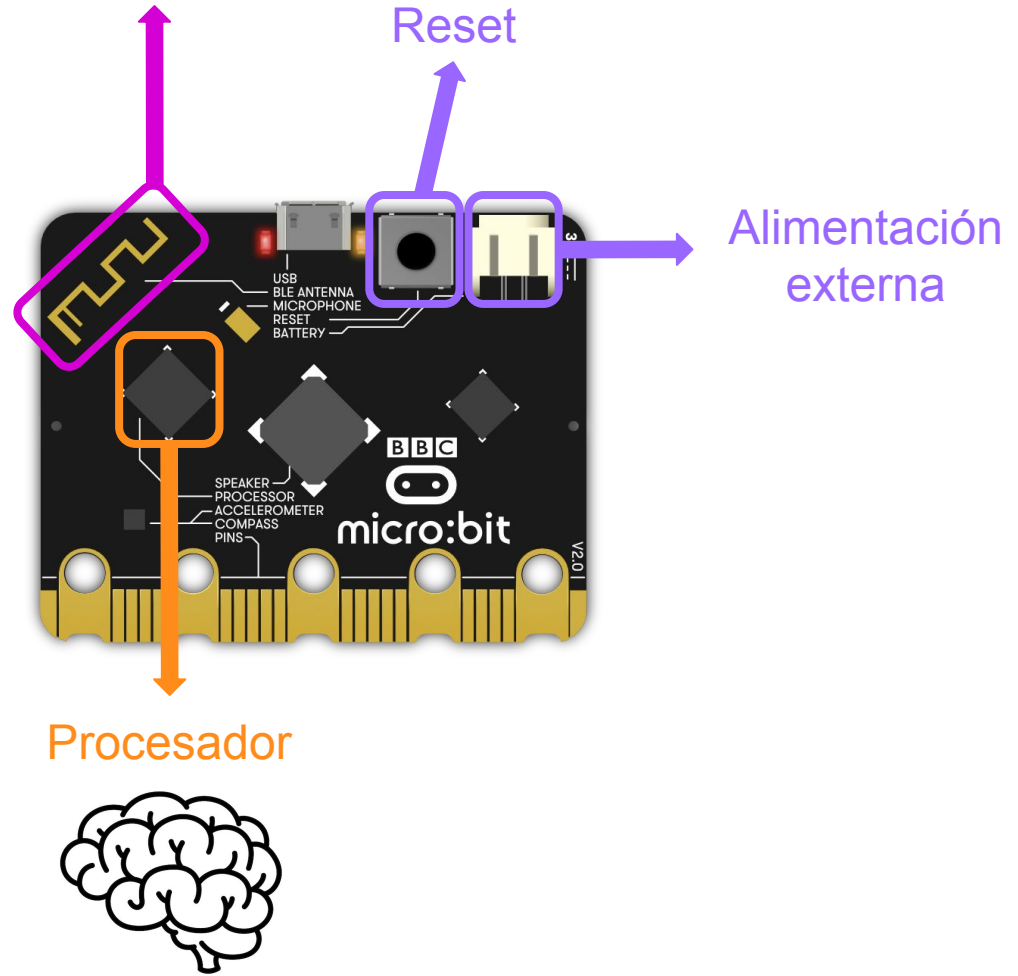 Reset
Alimentación
externa
3
USB
BLE ANTENNA
MICROPHONE
RESET
BATTERY
BBC
micro:bit
SPEAKER
PROCESSOR
ACCELEROMETER
COMPASS
PINS
V2.0
Procesador